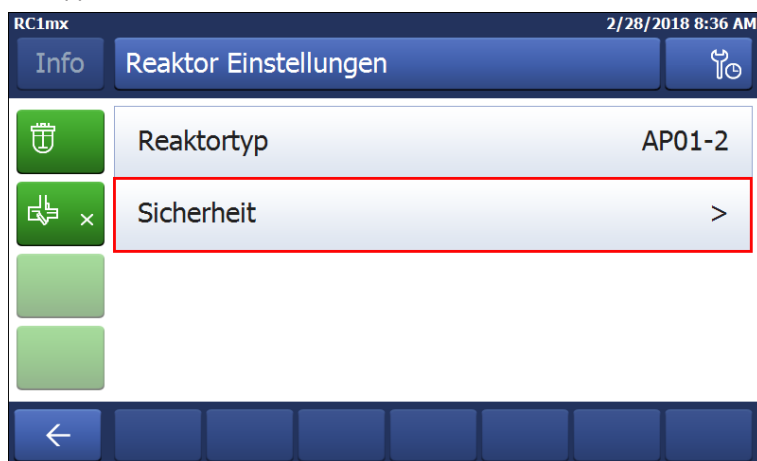 RC1mx 2/28/2018 8:36 AM
Info Reaktor Einstellungen
Reaktortyp AP01-2
Sicherheit >